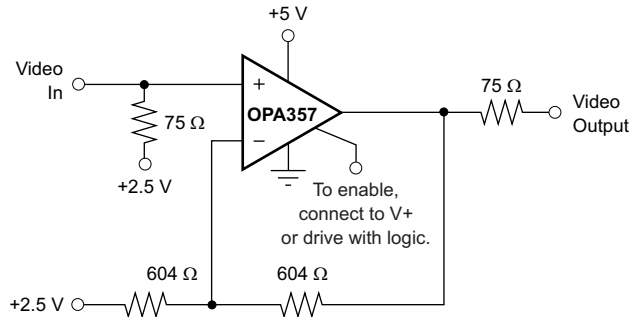 +5 V
Video
In
+
OPA357
−
75 Ω
+2.5 V
75 Ω
Video
Output
To enable,
connect to V+
or drive with logic.
604 Ω
604 Ω
+2.5 V